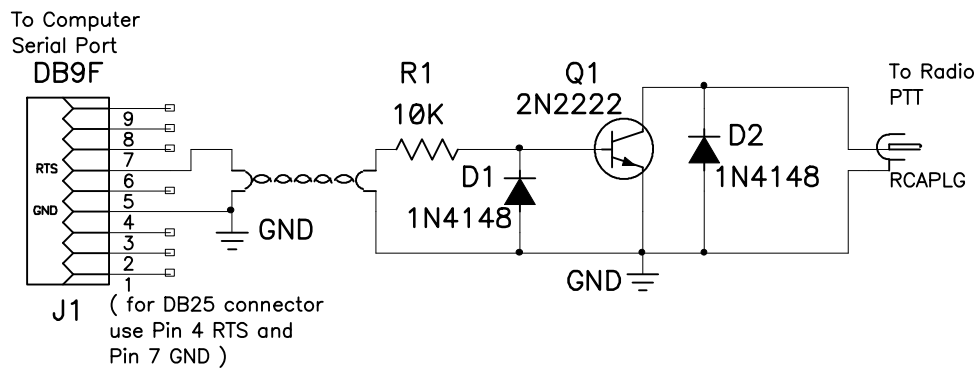 To Computer
Serial Port
DB9F
RTS
GND
9
8
7
6
5
4
3
2
1
J1
( for DB25 connector
use Pin 4 RTS and
Pin 7 GND )
GND
R1
10K
D1
1N4148
Q1
2N2222
GND
D2
1N4148
To Radio
PTT
RCAPLG